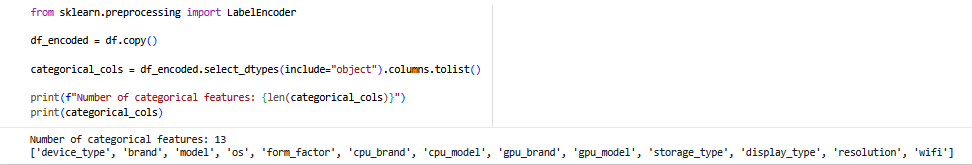 from sklearn.preprocessing import LabelEncoder
df_encoded = df.copy()
categorical_cols = df_encoded.select_dtypes(include="object").columns.tolist()
print(f"Number of categorical features: {len(categorical_cols)}")
print(categorical_cols)
Number of categorical features: 13
['device_type', 'brand', 'model', 'os', 'form_factor', 'cpu_brand', 'cpu_model', 'gpu_brand', 'gpu_model', 'storage_type', 'display_type', 'resolution', 'wifi']